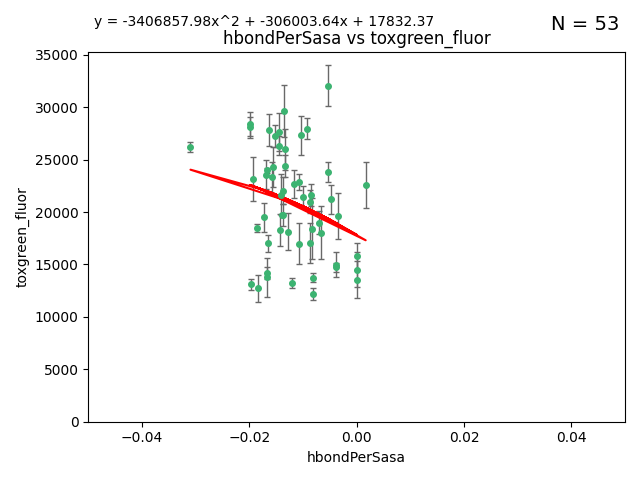 y = -3406857.98x^2 + -306003.64x + 17832.37
N = 53
hbondPerSasa vs toxgreen_fluor
35000
30000
25000
20000
15000
10000
5000
0
toxgreen_fluor
−0.04
−0.02
0.00
0.02
0.04
hbondPerSasa